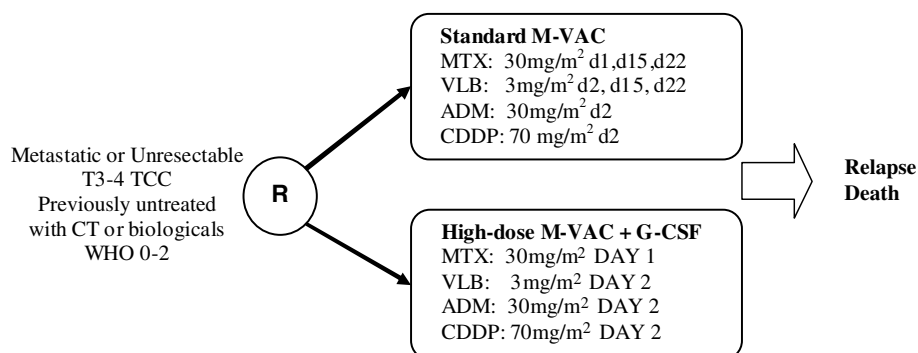 Metastatic or Unresectable
T3-4 TCC
Previously untreated
with CT or biologicals
WHO 0-2
R
Standard M-VAC
MTX: 30mg/m² d1,d15,d22
VLB: 3mg/m² d2, d15, d22
ADM: 30mg/m² d2
CDDP: 70 mg/m² d2
High-dose M-VAC + G-CSF
MTX: 30mg/m² DAY 1
VLB: 3mg/m² DAY 2
ADM: 30mg/m² DAY 2
CDDP: 70mg/m² DAY 2
Relapse
Death